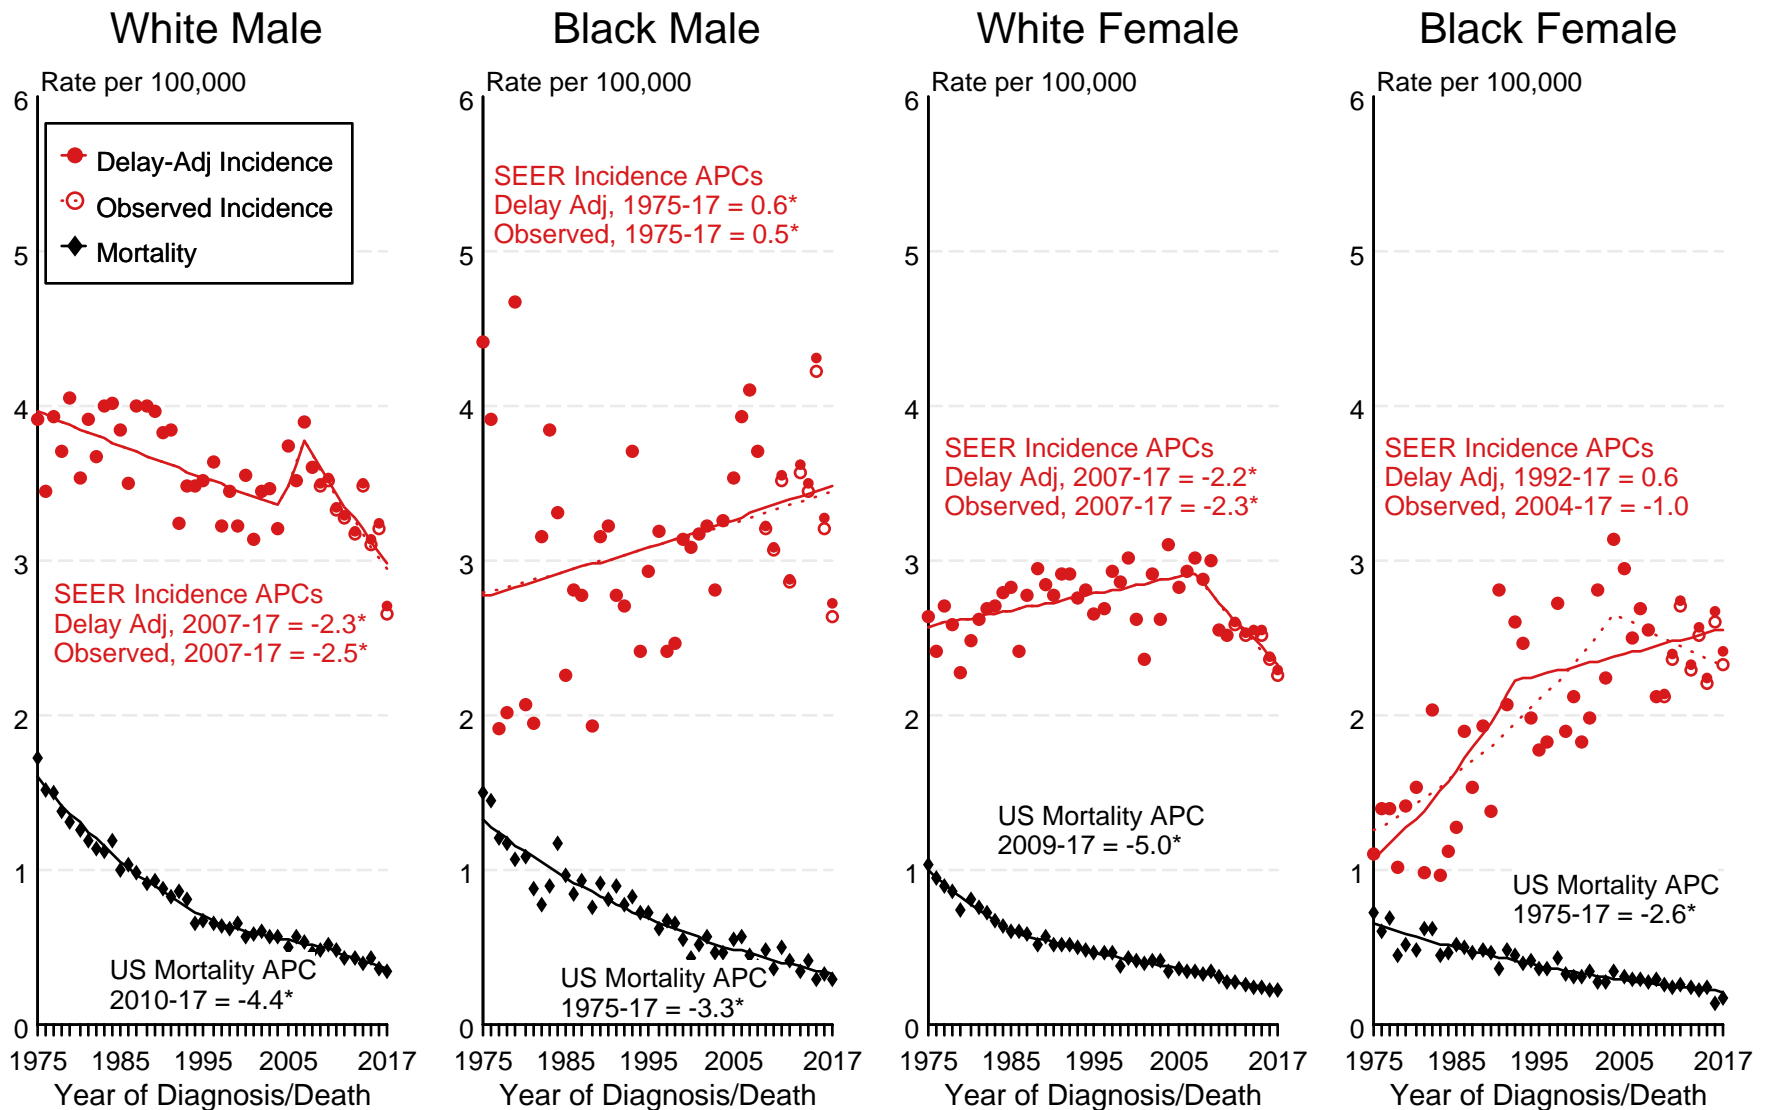 White Male
Rate per 100,000
6
5
4
3
2
1
0
Delay-Adj Incidence
Observed Incidence
Mortality
SEER Incidence APCs
Delay Adj, 2007-17 = -2.3*
Observed, 2007-17 = -2.5*
US Mortality APC
2010-17 = -4.4*
1975 1985 1995 2005 2017
Year of Diagnosis/Death
Black Male
Rate per 100,000
6
5
4
3
2
1
0
SEER Incidence APCs
Delay Adj, 1975-17 = 0.6*
Observed, 1975-17 = 0.5*
US Mortality APC
1975-17 = -3.3*
1975 1985 1995 2005 2017
Year of Diagnosis/Death
White Female
Rate per 100,000
6
5
4
3
2
1
0
SEER Incidence APCs
Delay Adj, 2007-17 = -2.2*
Observed, 2007-17 = -2.3*
US Mortality APC
2009-17 = -5.0*
1975 1985 1995 2005 2017
Year of Diagnosis/Death
Black Female
Rate per 100,000
6
5
4
3
2
1
0
SEER Incidence APCs
Delay Adj, 1992-17 = 0.6
Observed, 2004-17 = -1.0
US Mortality APC
1975-17 = -2.6*
1975 1985 1995 2005 2017
Year of Diagnosis/Death